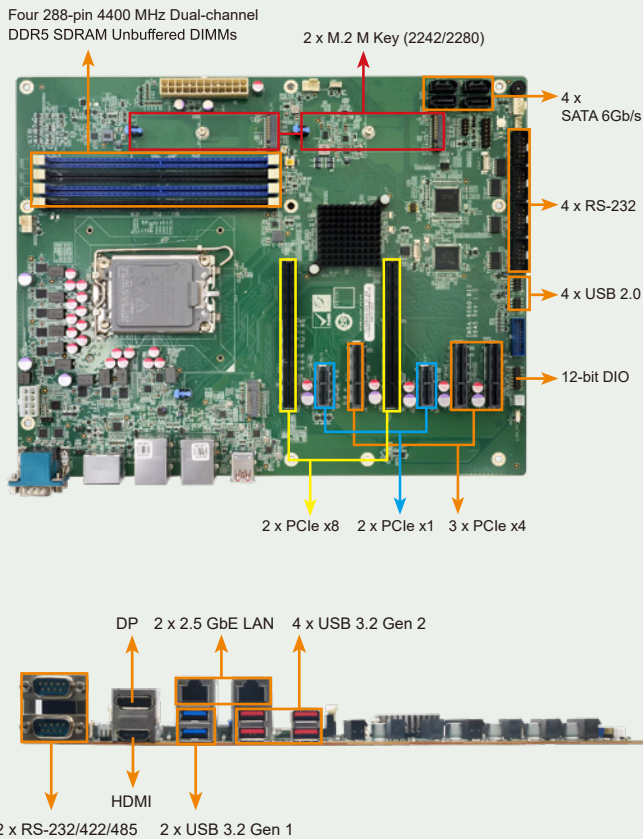 Four 288-pin 4400 MHz Dual-channel
DDR5 SDRAM Unbuffered DIMMs
2 x M.2 M Key (2242/2280)
4 x
SATA 6Gb/s
4 x RS-232
4 x USB 2.0
12-bit DIO
2 x PCIe x8
2 x PCIe x1
3 x PCIe x4
DP
2 x 2.5 GbE LAN
4 x USB 3.2 Gen 2
HDMI
2 x RS-232/422/485
2 x USB 3.2 Gen 1